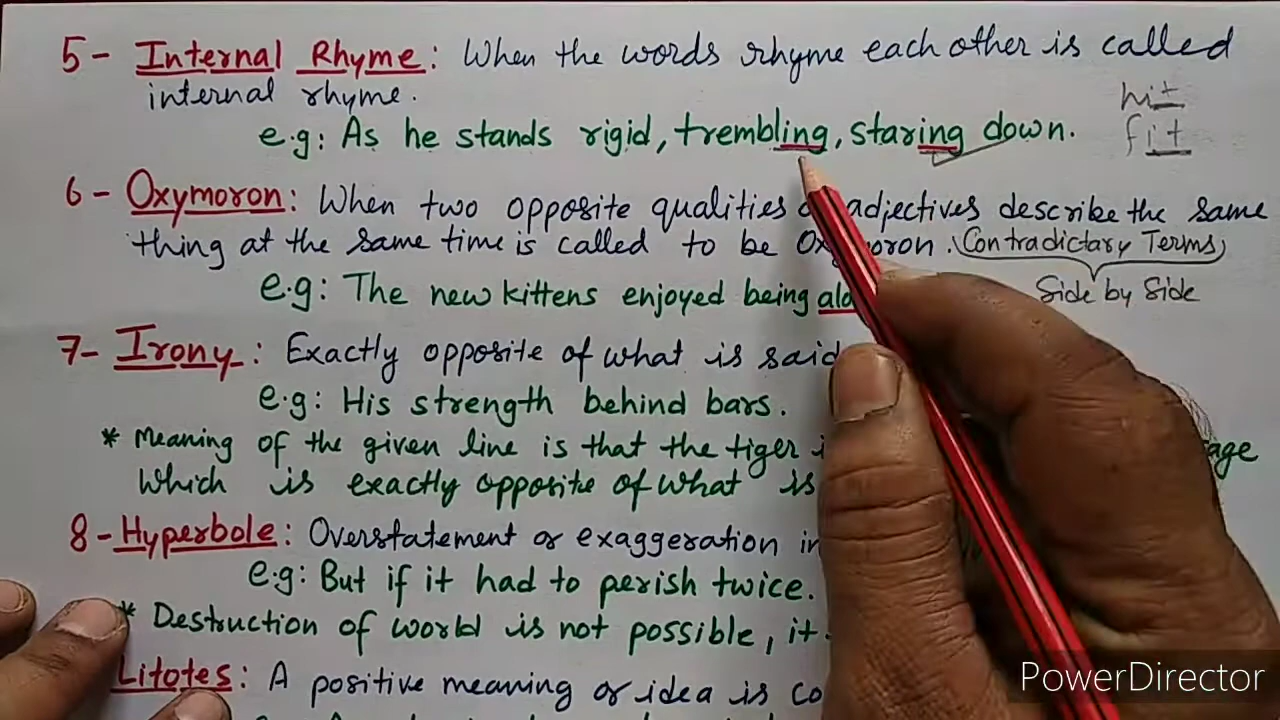 5- Internal Rhyme: When the words rhyme each other is called
internal rhyme.
hit
e.g: As he stands rigid, trembling, staring down.
fit
6- Oxymoron: When two opposite qualities adjectives describe the same
thing at the same time is called to be Oxymoron. (Contradictary Terms)
Side by Side
e.g: The new kittens enjoyed being
7- Irony: Exactly opposite of what is said
e.g: His strength behind bars.
* Meaning of the given line is that the tiger
Which is exactly opposite of what is
8- Hyperbole: Overstatement or exaggeration in
e.g: But if it had to perish twice.
* Destruction of world is not possible, it
Litotes: A positive meaning or idea is
PowerDirector